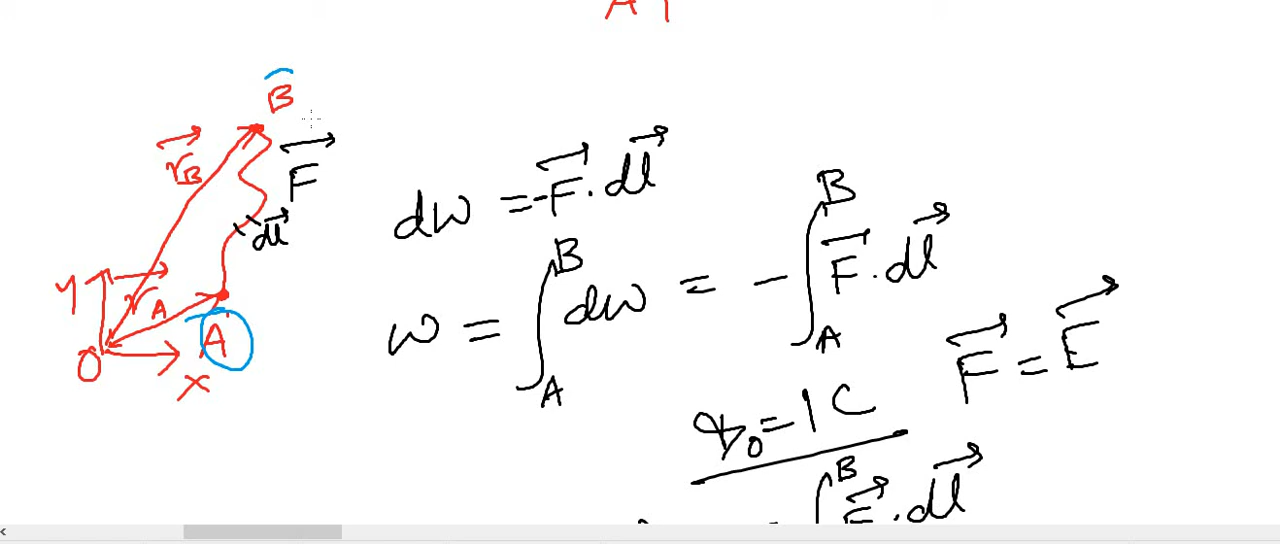 B
r_B
F
dl
Y
r_A
A
O
X
dw = -F . dl
w = ∫_A^B dw = - ∫_A^B F . dl
F = E
q_0 = 1C
= ∫^B E . dl